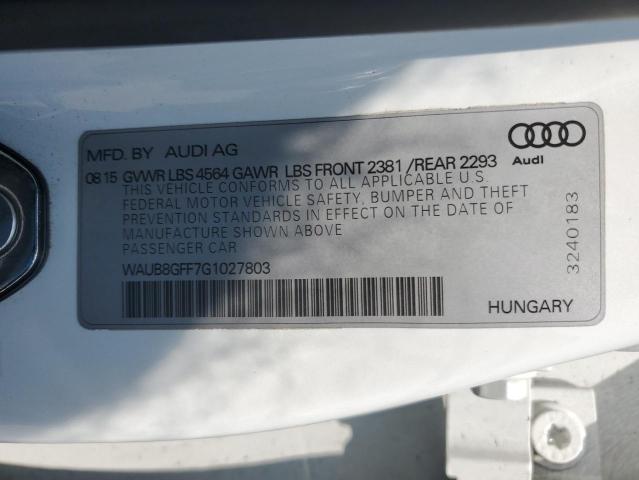 MFD. BY AUDI AG
08 15 GVWR LBS 4564 GAWR LBS FRONT 2381 /REAR 2293
THIS VEHICLE CONFORMS TO ALL APPLICABLE U.S.
FEDERAL MOTOR VEHICLE SAFETY, BUMPER AND THEFT
PREVENTION STANDARDS IN EFFECT ON THE DATE OF
MANUFACTURE SHOWN ABOVE
PASSENGER CAR
WAUB8GFF7G1027803
Audi
3240183
HUNGARY